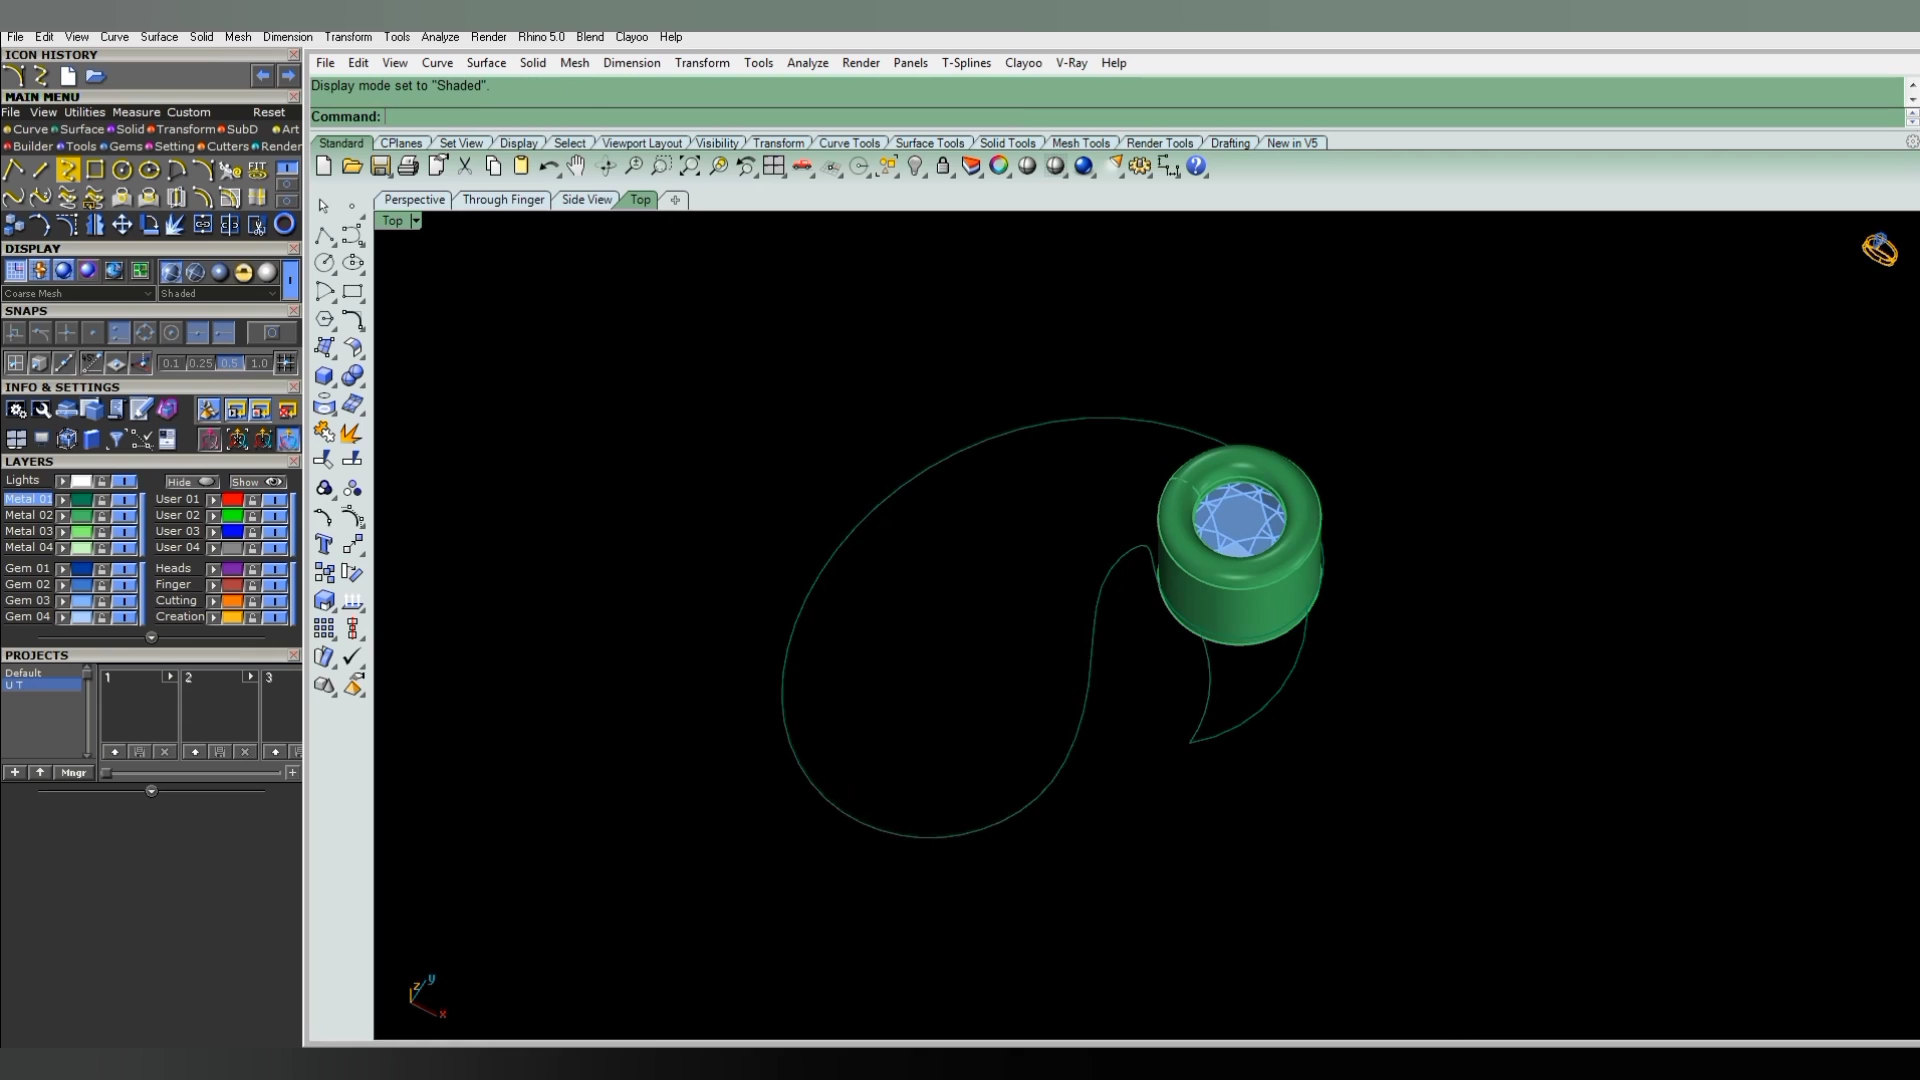 File Edit View Curve Surface Solid Mesh Dimension Transform Tools Analyze Render Rhino 5.0 Blend Clayoo Help
ICON HISTORY
MAIN MENU
File View Utilities Measure Custom Reset
Curve Surface Solid Transform SubD Art
Builder Tools Gems Setting Cutters Render
FIT
DISPLAY
Coarse Mesh Shaded
SNAPS
0.1 0.25 0.5 1.0
INFO & SETTINGS
LAYERS
Lights Hide Show
Metal 01 User 01
Metal 02 User 02
Metal 03 User 03
Metal 04 User 04
Gem 01 Heads
Gem 02 Finger
Gem 03 Cutting
Gem 04 Creation
PROJECTS
Default
U T
1 2 3
Mngr
File Edit View Curve Surface Solid Mesh Dimension Transform Tools Analyze Render Panels T-Splines Clayoo V-Ray Help
Display mode set to "Shaded".
Command:
Standard CPlanes Set View Display Select Viewport Layout Visibility Transform Curve Tools Surface Tools Solid Tools Mesh Tools Render Tools Drafting New in V5
Perspective Through Finger Side View Top
Top
z y
x